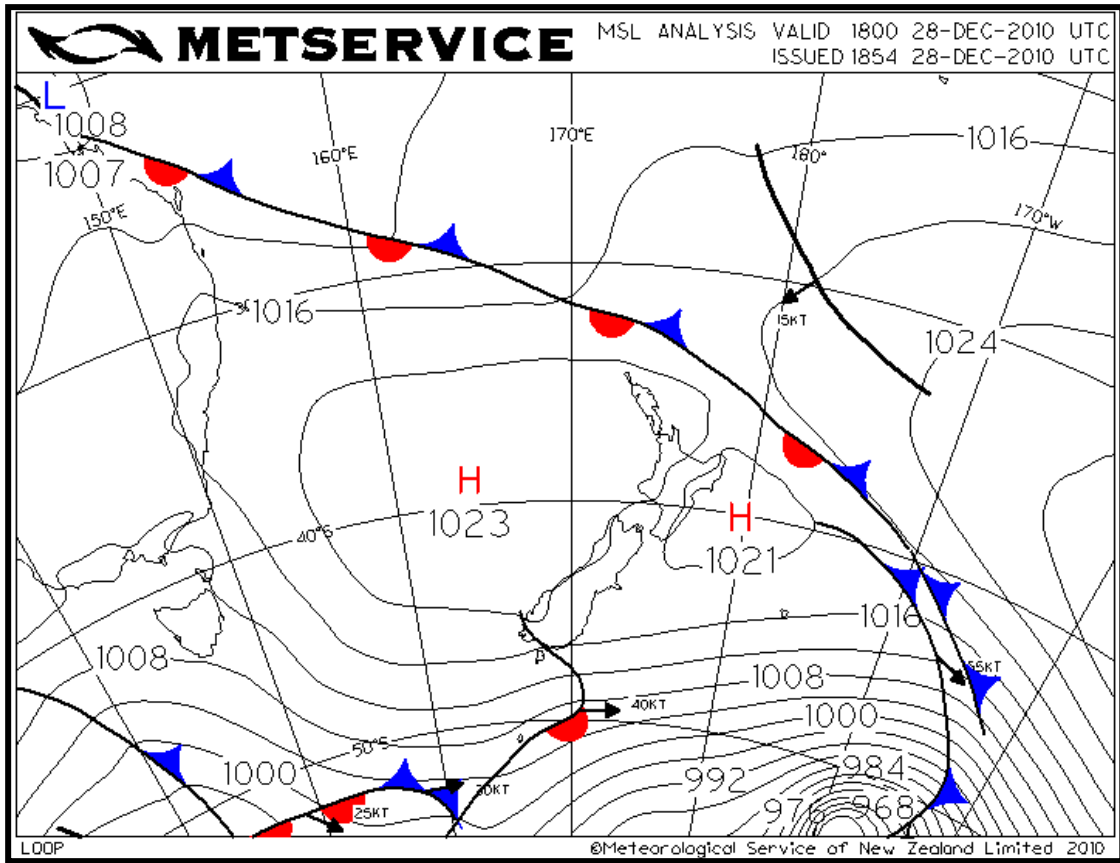 METSERVICE
MSL ANALYSIS VALID 1800 28-DEC-2010 UTC
ISSUED 1854 28-DEC-2010 UTC
L
1008
1007
150°E
160°E
170°E
180°
1016
170°W
15KT
1016
1024
H
1023
H
1021
40°S
1016
1008
55KT
1008
40KT
1000
50°S
1000
992
984
976
968
30KT
25KT
LOOP
©Meteorological Service of New Zealand Limited 2010